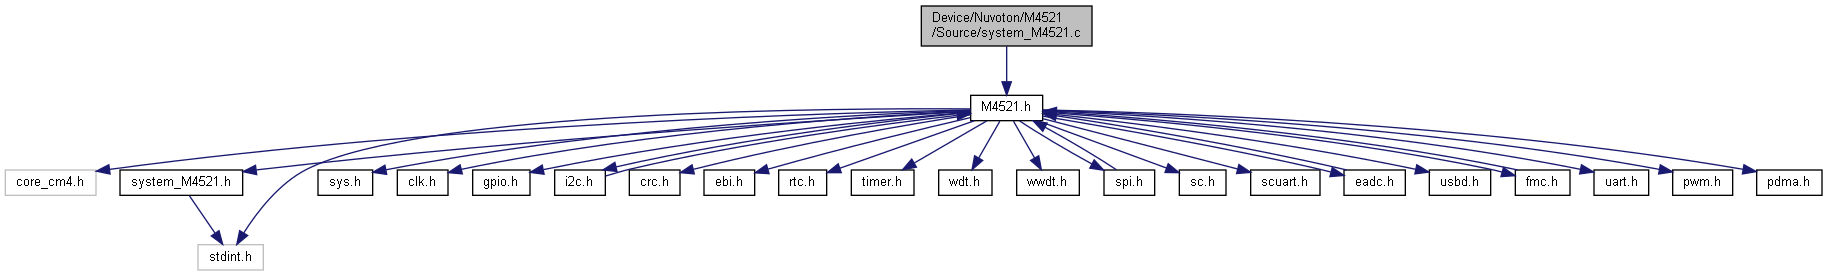 Device/Nuvoton/M4521
/Source/system_M4521.c
M4521.h
core_cm4.h
system_M4521.h
sys.h
clk.h
gpio.h
i2c.h
crc.h
ebi.h
rtc.h
timer.h
wdt.h
wwdt.h
spi.h
sc.h
scuart.h
eadc.h
usbd.h
fmc.h
uart.h
pwm.h
pdma.h
stdint.h